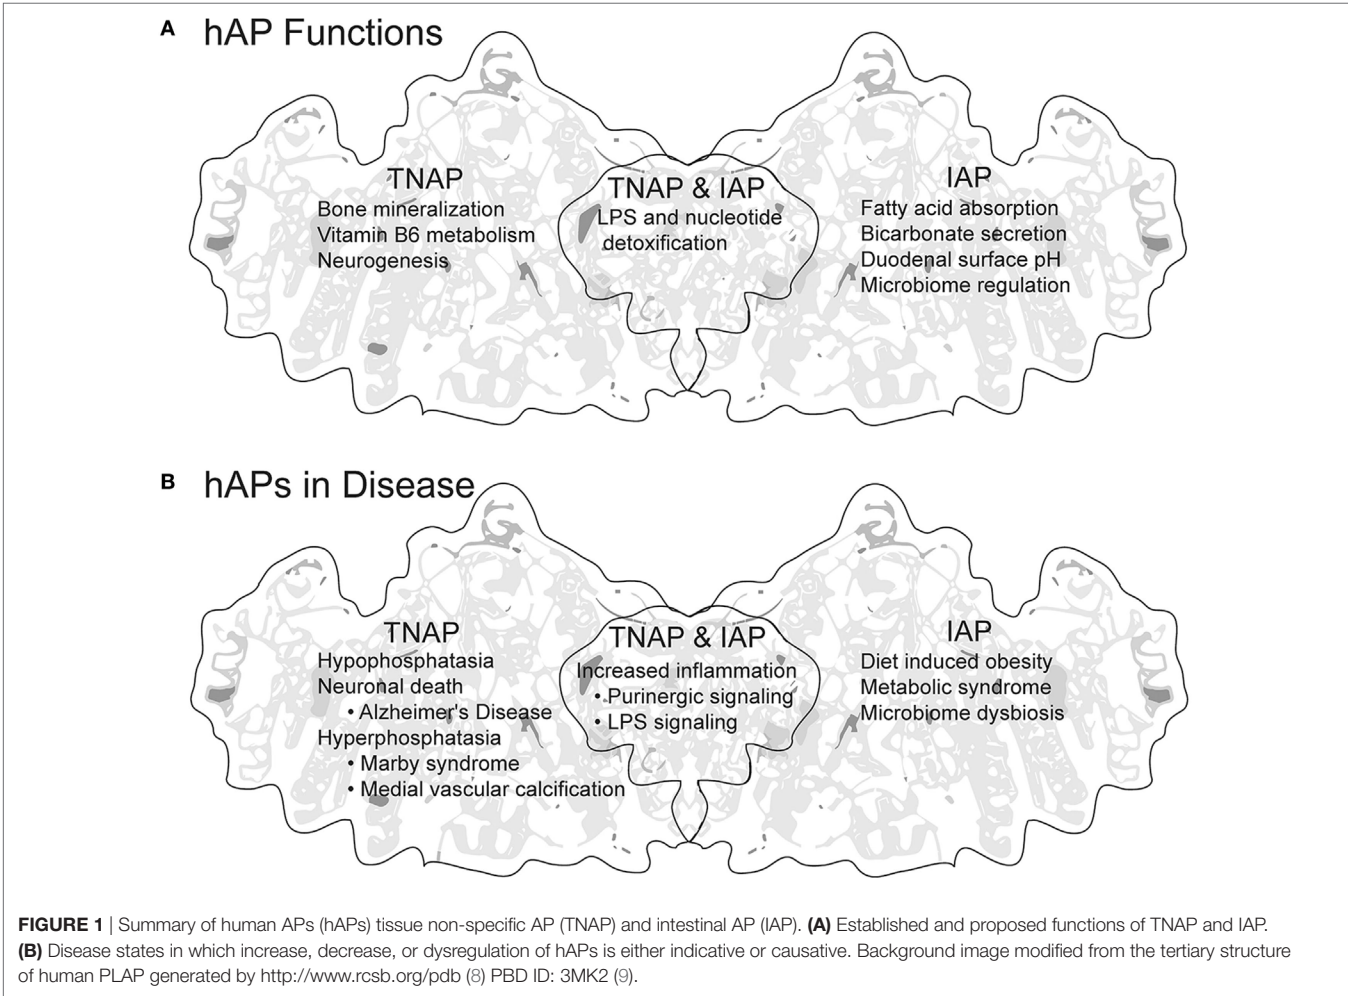 A hAP Functions
TNAP
Bone mineralization
Vitamin B6 metabolism
Neurogenesis
TNAP & IAP
LPS and nucleotide
detoxification
IAP
Fatty acid absorption
Bicarbonate secretion
Duodenal surface pH
Microbiome regulation
B hAPs in Disease
TNAP
Hypophosphatasia
Neuronal death
• Alzheimer's Disease
Hyperphosphatasia
• Marby syndrome
• Medial vascular calcification
TNAP & IAP
Increased inflammation
• Purinergic signaling
• LPS signaling
IAP
Diet induced obesity
Metabolic syndrome
Microbiome dysbiosis
FIGURE 1 | Summary of human APs (hAPs) tissue non-specific AP (TNAP) and intestinal AP (IAP). (A) Established and proposed functions of TNAP and IAP.
(B) Disease states in which increase, decrease, or dysregulation of hAPs is either indicative or causative. Background image modified from the tertiary structure
of human PLAP generated by http://www.rcsb.org/pdb (8) PBD ID: 3MK2 (9).